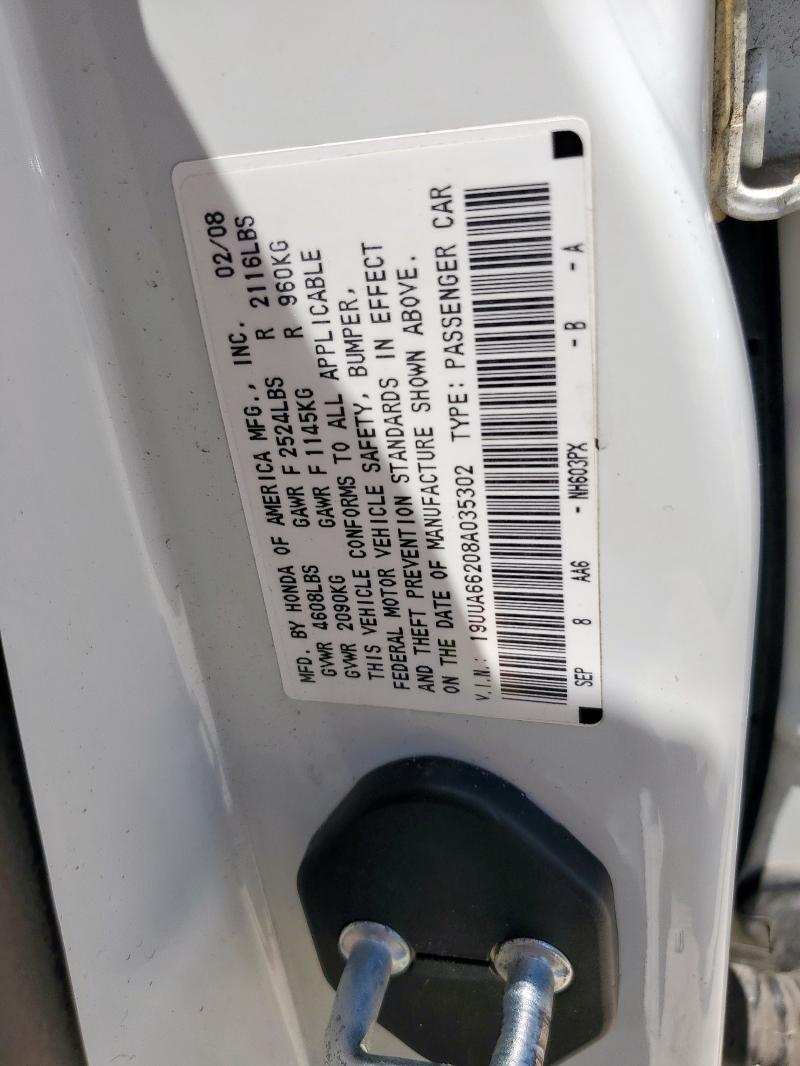 MFD. BY HONDA OF AMERICA MFG., INC. 02/08
GVWR 4608LBS GAWR F 2524LBS R 2116LBS
GVWR 2090KG GAWR F 1145KG R 960KG
THIS VEHICLE CONFORMS TO ALL APPLICABLE
FEDERAL MOTOR VEHICLE SAFETY, BUMPER,
AND THEFT PREVENTION STANDARDS IN EFFECT
ON THE DATE OF MANUFACTURE SHOWN ABOVE.
V.I.N.: 19UUA66208A035302 TYPE: PASSENGER CAR
SEP 8 AA6 - NH603PX - B - A